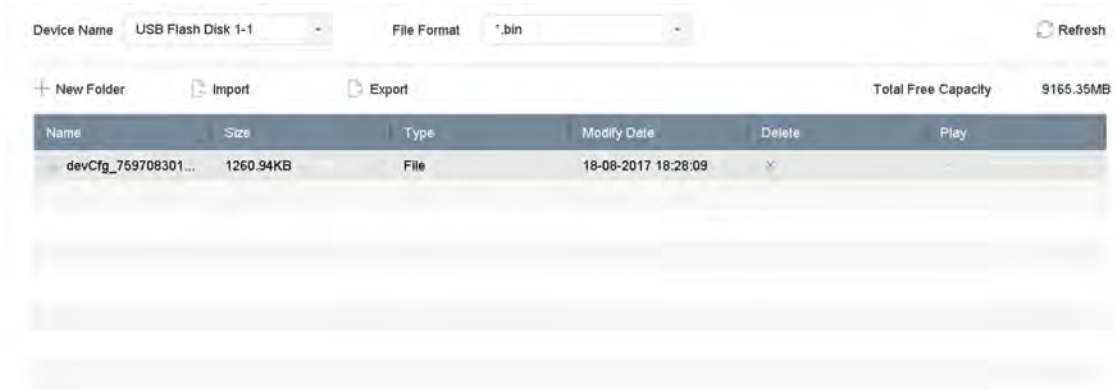 Device Name USB Flash Disk 1-1 File Format *.bin Refresh
New Folder Import Export Total Free Capacity 9165.35MB
Name Size Type Modify Date Delete Play
devCfg_759708301... 1260.94KB File 18-08-2017 18:28:09